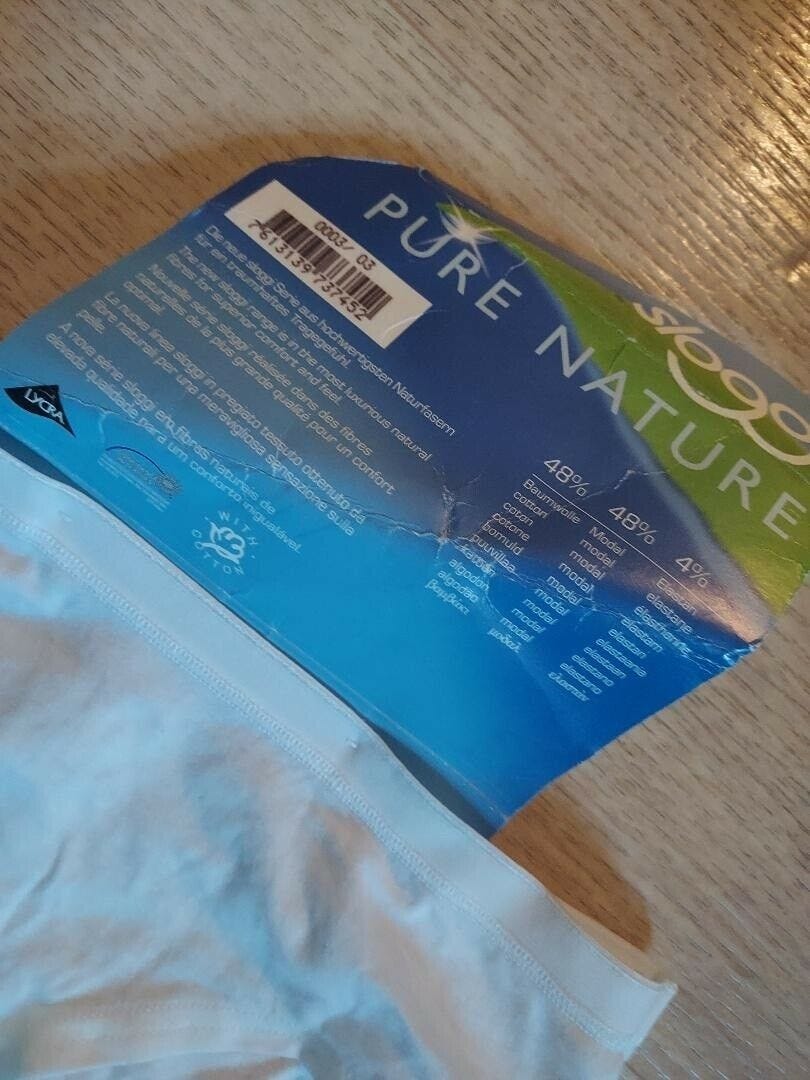 sloggi
PURE NATURE
0003/ 03
7613139737452
Die neue sloggi Serie aus hochwertigsten Naturfasern
für ein traumhaftes Tragegefühl.
The new sloggi range is in the most luxurious natural
fibres for superior comfort and feel.
Nouvelle série sloggi réalisée dans des fibres
naturelles de la plus grande qualité pour un confort
optimal.
La nuova linea sloggi in pregiato tessuto ottenuto da
fibre naturali per una meravigliosa sensazione sulla
pelle.
A nova série sloggi em fibras naturais de
elevada qualidade para um conforto inigualável.
LYCRA
WITH
COTTON
48% 48% 4%
Baumwolle Modal Elastan
cotton modal elastane
coton modal élasthanne
cotone modal elastam
bomuld modal elastan
puuvillaa modal elastaania
katoen modal elastaan
algodón modal elastano
algodão modal elastano
βαμβάκι μοδάλ ελαστάν